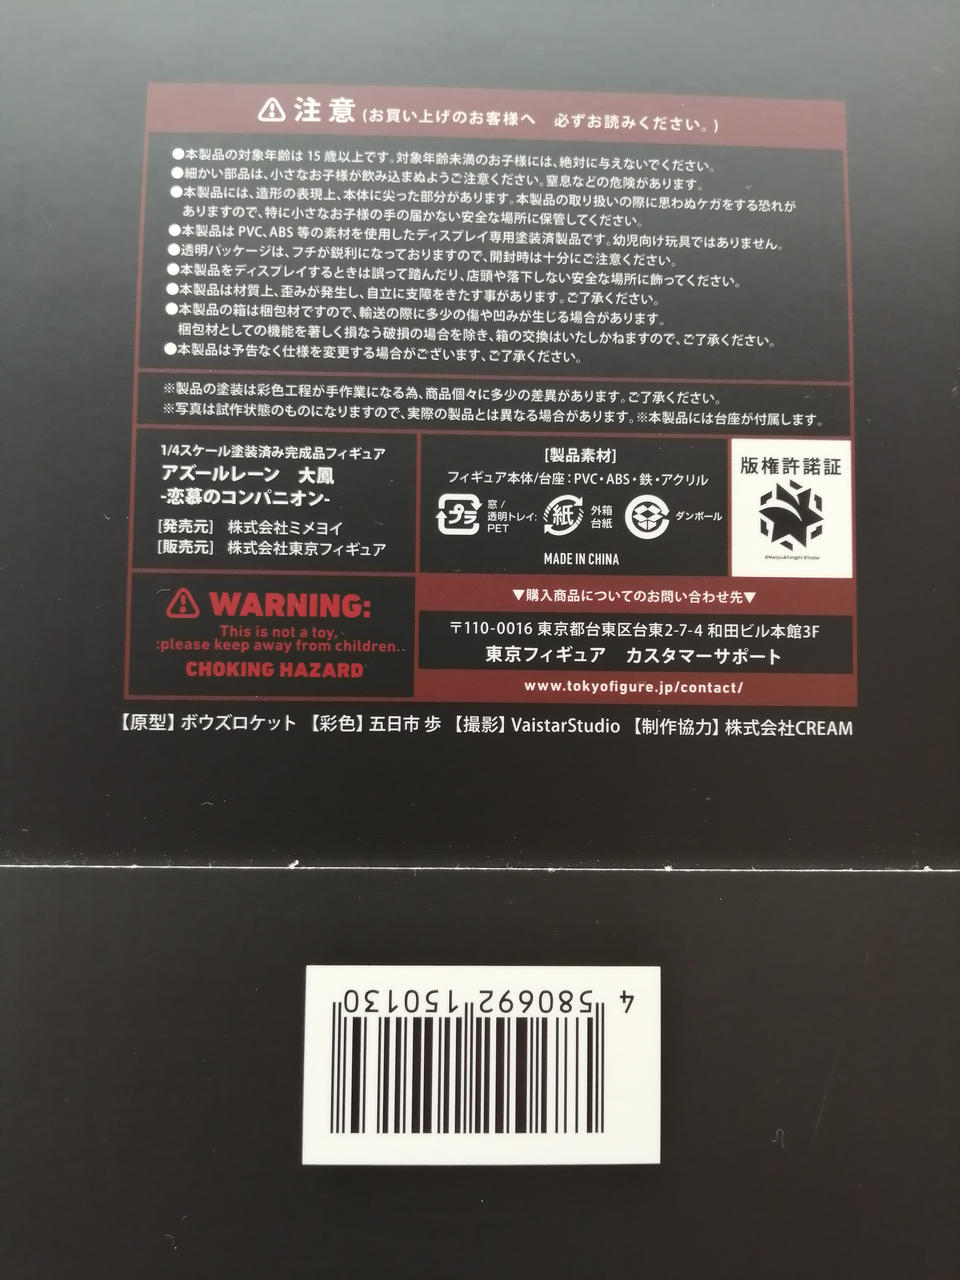 注意(お買い上げのお客様へ 必ずお読みください。)
●本製品の対象年齢は15歳以上です。対象年齢未満のお子様には、絶対に与えないでください。
●細かい部品は、小さなお子様が飲み込まぬようご注意ください。窒息などの危険があります。
●本製品には、造形の表現上、本体に尖った部分があります。本製品の取り扱いの際に思わぬケガをする恐れが
ありますので、特に小さなお子様の手の届かない安全な場所に保管してください。
●本製品はPVC、ABS等の素材を使用したディスプレイ専用塗装済製品です。幼児向け玩具ではありません。
●透明パッケージは、フチが鋭利になっておりますので、開封時は十分にご注意ください。
●本製品をディスプレイするときは誤って踏んだり、店頭や落下しない安全な場所に飾ってください。
●本製品は材質上、歪みが発生し、自立に支障をきたす事があります。ご了承ください。
●本製品の箱は梱包材ですので、輸送の際に多少の傷や凹みが生じる場合があります。
梱包材としての機能を著しく損なう破損の場合を除き、箱の交換はいたしかねますので、ご了承ください。
●本製品は予告なく仕様を変更する場合がございます、ご了承ください。
※製品の塗装は彩色工程が手作業になる為、商品個々に多少の差異があります。ご了承ください。
※写真は試作状態のものになりますので、実際の製品とは異なる場合があります。※本製品には台座が付属します。
1/4スケール塗装済み完成品フィギュア
アズールレーン 大鳳
-恋慕のコンパニオン-
[発売元] 株式会社ミメヨイ
[販売元] 株式会社東京フィギュア
[製品素材]
フィギュア本体/台座:PVC・ABS・鉄・アクリル
プラ
窓/
透明トレイ:
PET
紙
外箱
台紙
ダンボール
MADE IN CHINA
版権許諾証
©Manjuu&Yongshi ©Yostar
WARNING:
This is not a toy,
:please keep away from children.
CHOKING HAZARD
▼購入商品についてのお問い合わせ先▼
〒110-0016 東京都台東区台東2-7-4 和田ビル本館3F
東京フィギュア カスタマーサポート
www.tokyofigure.jp/contact/
【原型】ボウズロケット 【彩色】五日市 歩 【撮影】VaistarStudio 【制作協力】株式会社CREAM
4 580692 150130